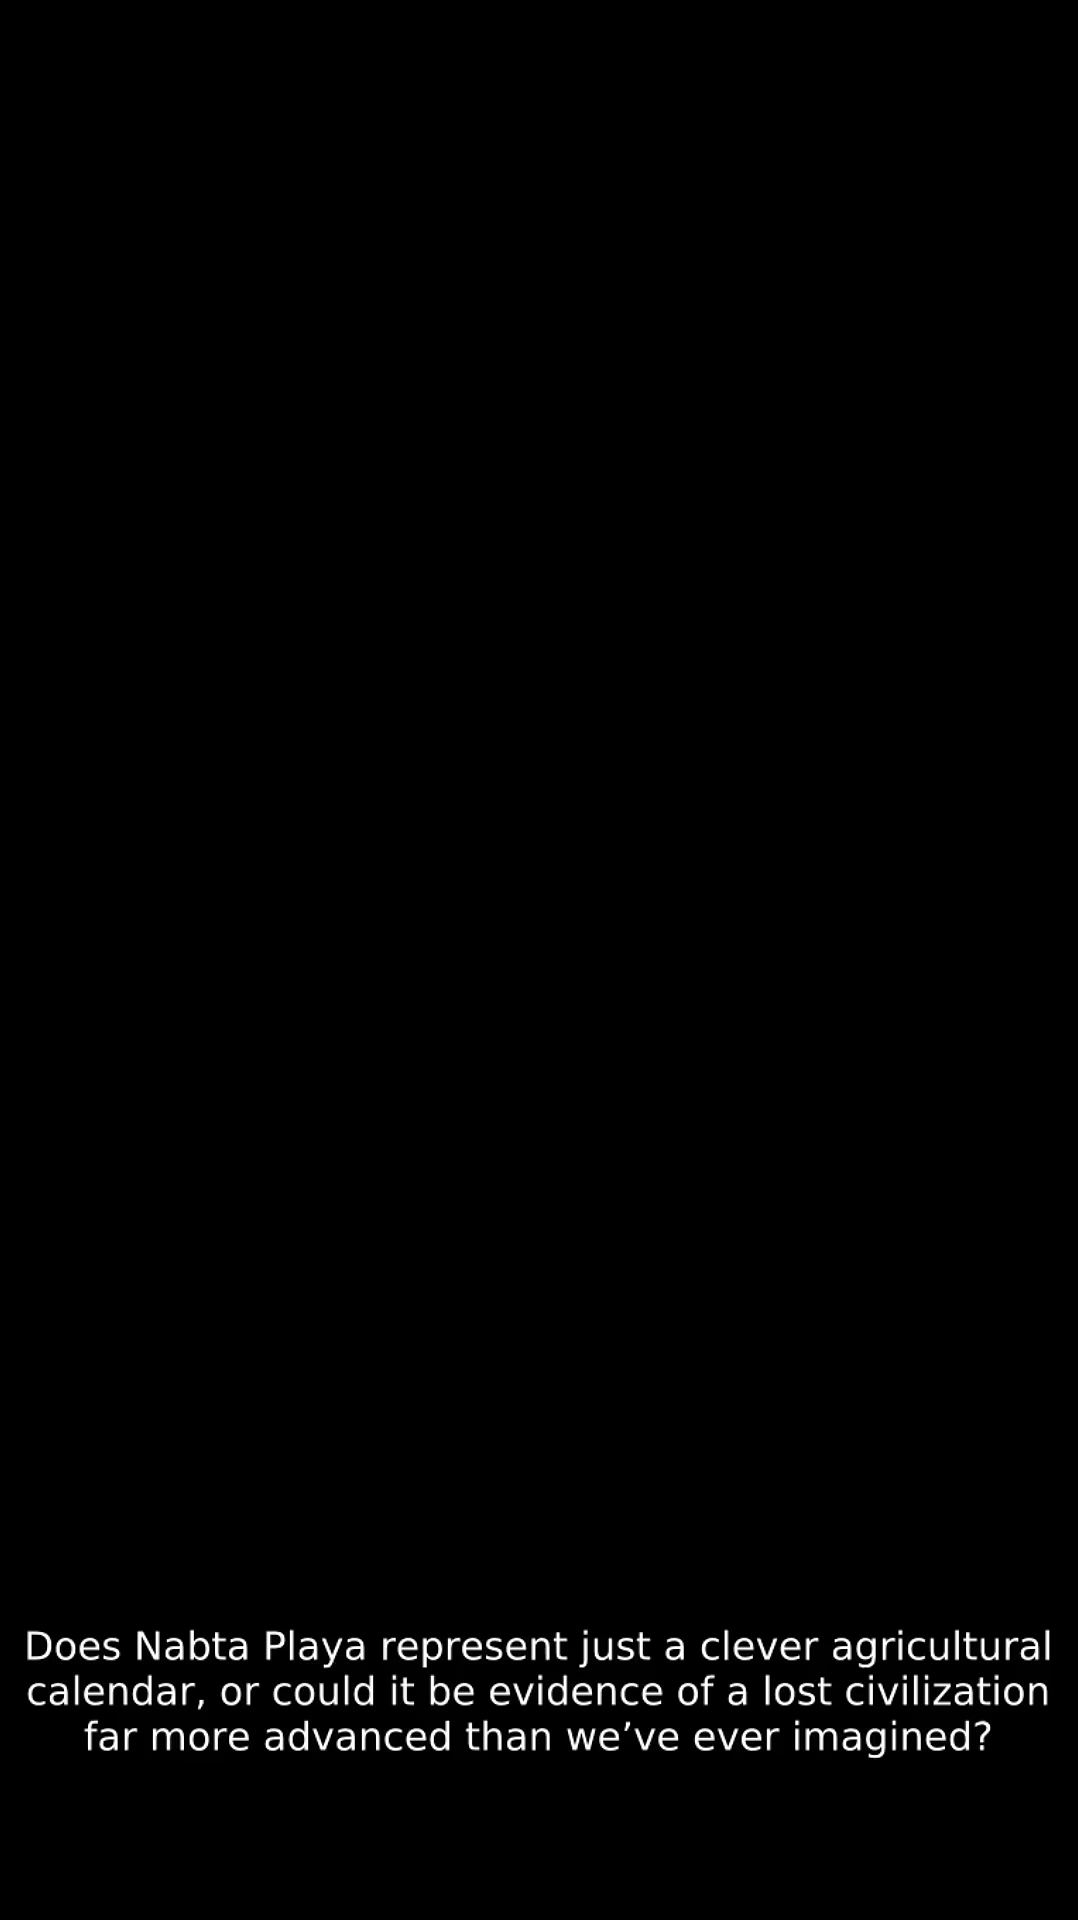 Does Nabta Playa represent just a clever agricultural
calendar, or could it be evidence of a lost civilization
far more advanced than we’ve ever imagined?